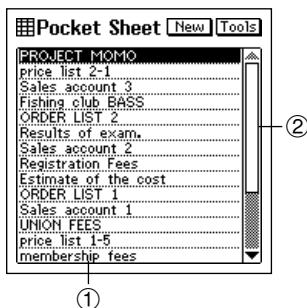 Pocket Sheet New Tools
PROJECT MOMO
price list 2-1
Sales account 3
Fishing club BASS
ORDER LIST 2
Results of exam.
Sales account 2
Registration Fees
Estimate of the cost
ORDER LIST 1
Sales account 1
UNION FEES
price list 1-5
membership fees
②
①